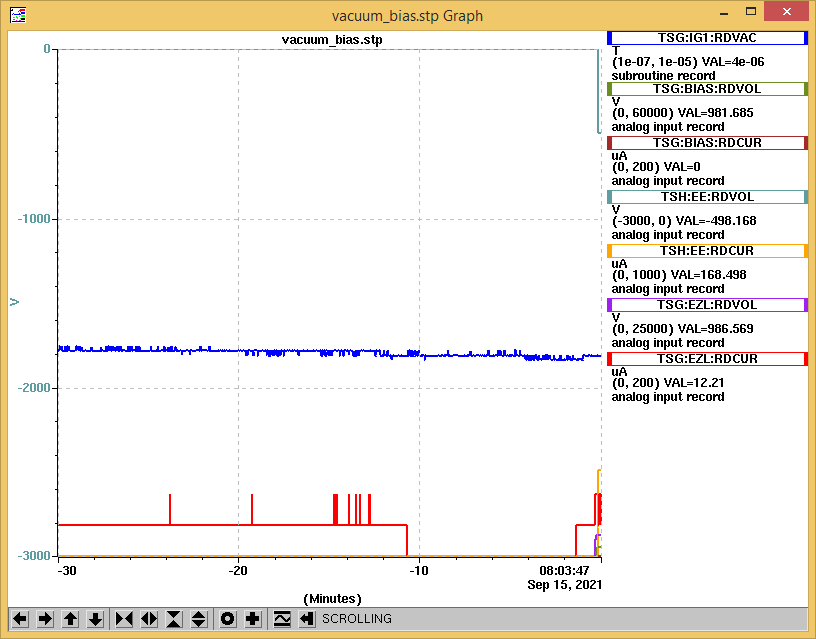 vacuum_bias.stp Graph
vacuum_bias.stp
0
-1000
-2000
-3000
V
-30
-20
-10
08:03:47
Sep 15, 2021
(Minutes)
TSG:IG1:RDVAC
T
(1e-07, 1e-05) VAL=4e-06
subroutine record
TSG:BIAS:RDVOL
V
(0, 60000) VAL=981.685
analog input record
TSG:BIAS:RDCUR
uA
(0, 200) VAL=0
analog input record
TSH:EE:RDVOL
V
(-3000, 0) VAL=-498.168
analog input record
TSH:EE:RDCUR
uA
(0, 1000) VAL=168.498
analog input record
TSG:EZL:RDVOL
V
(0, 25000) VAL=986.569
analog input record
TSG:EZL:RDCUR
uA
(0, 200) VAL=12.21
analog input record
SCROLLING